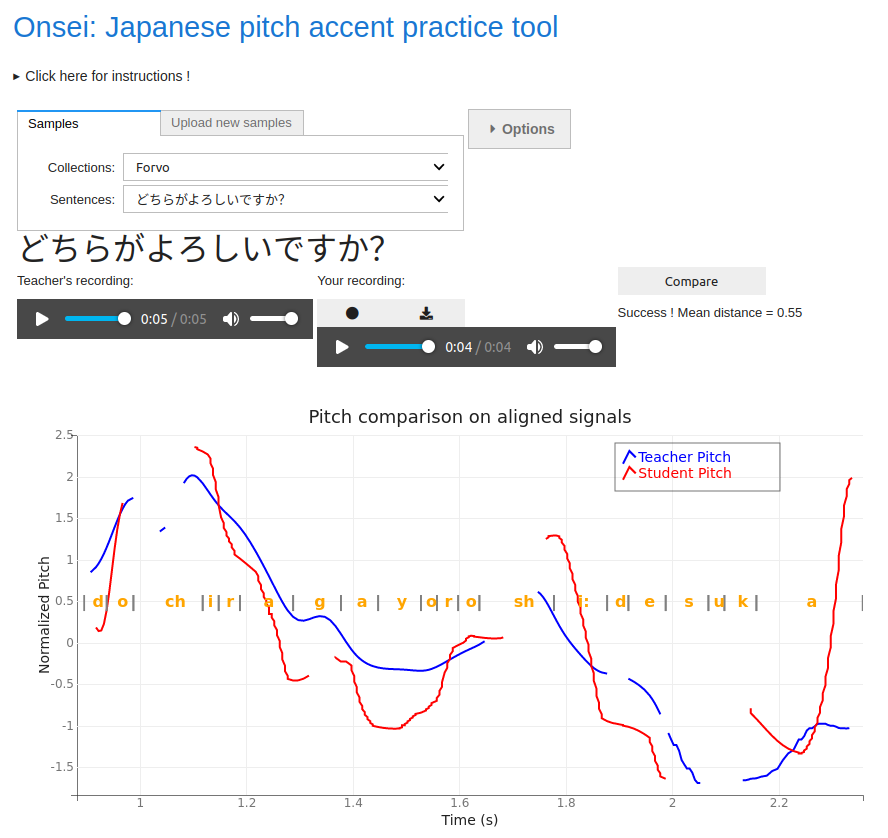 Onsei: Japanese pitch accent practice tool
▸ Click here for instructions !
Samples
Upload new samples
Options
Collections:
Forvo
Sentences:
どちらがよろしいですか?
どちらがよろしいですか?
Teacher's recording:
Your recording:
Compare
0:05 / 0:05
Success ! Mean distance = 0.55
0:04 / 0:04
Pitch comparison on aligned signals
2.5
Teacher Pitch
Student Pitch
2
1.5
1
0.5
0
-0.5
-1
-1.5
Normalized Pitch
| d | o | ch | i | r | a | g | a | y | o | r | o | sh | i: | d | e | s | u | k | a |
1
1.2
1.4
1.6
1.8
2
2.2
Time (s)